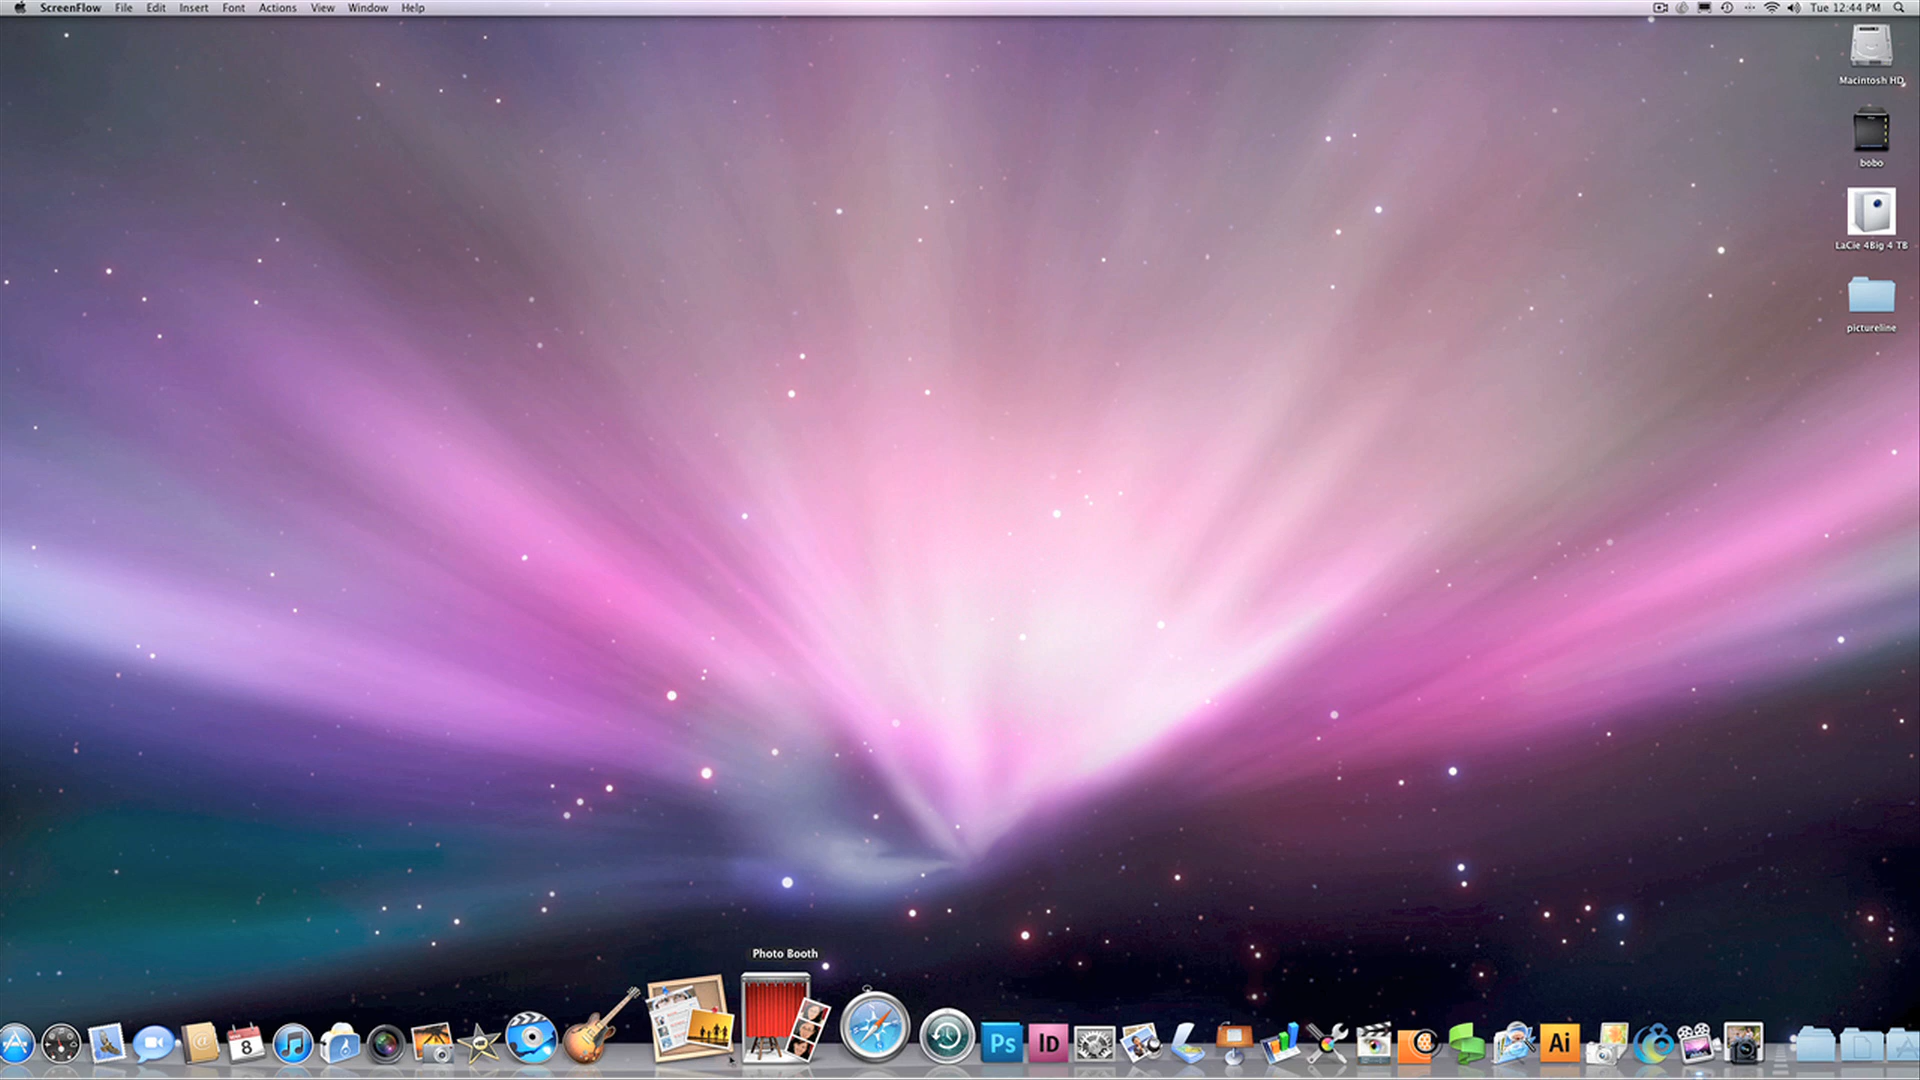 ScreenFlow File Edit Insert Font Actions View Window Help
Tue 12:44 PM
Macintosh HD
bobo
LaCie 4Big 4 TB
pictureline
Photo Booth
8
Ps
ID
Ai